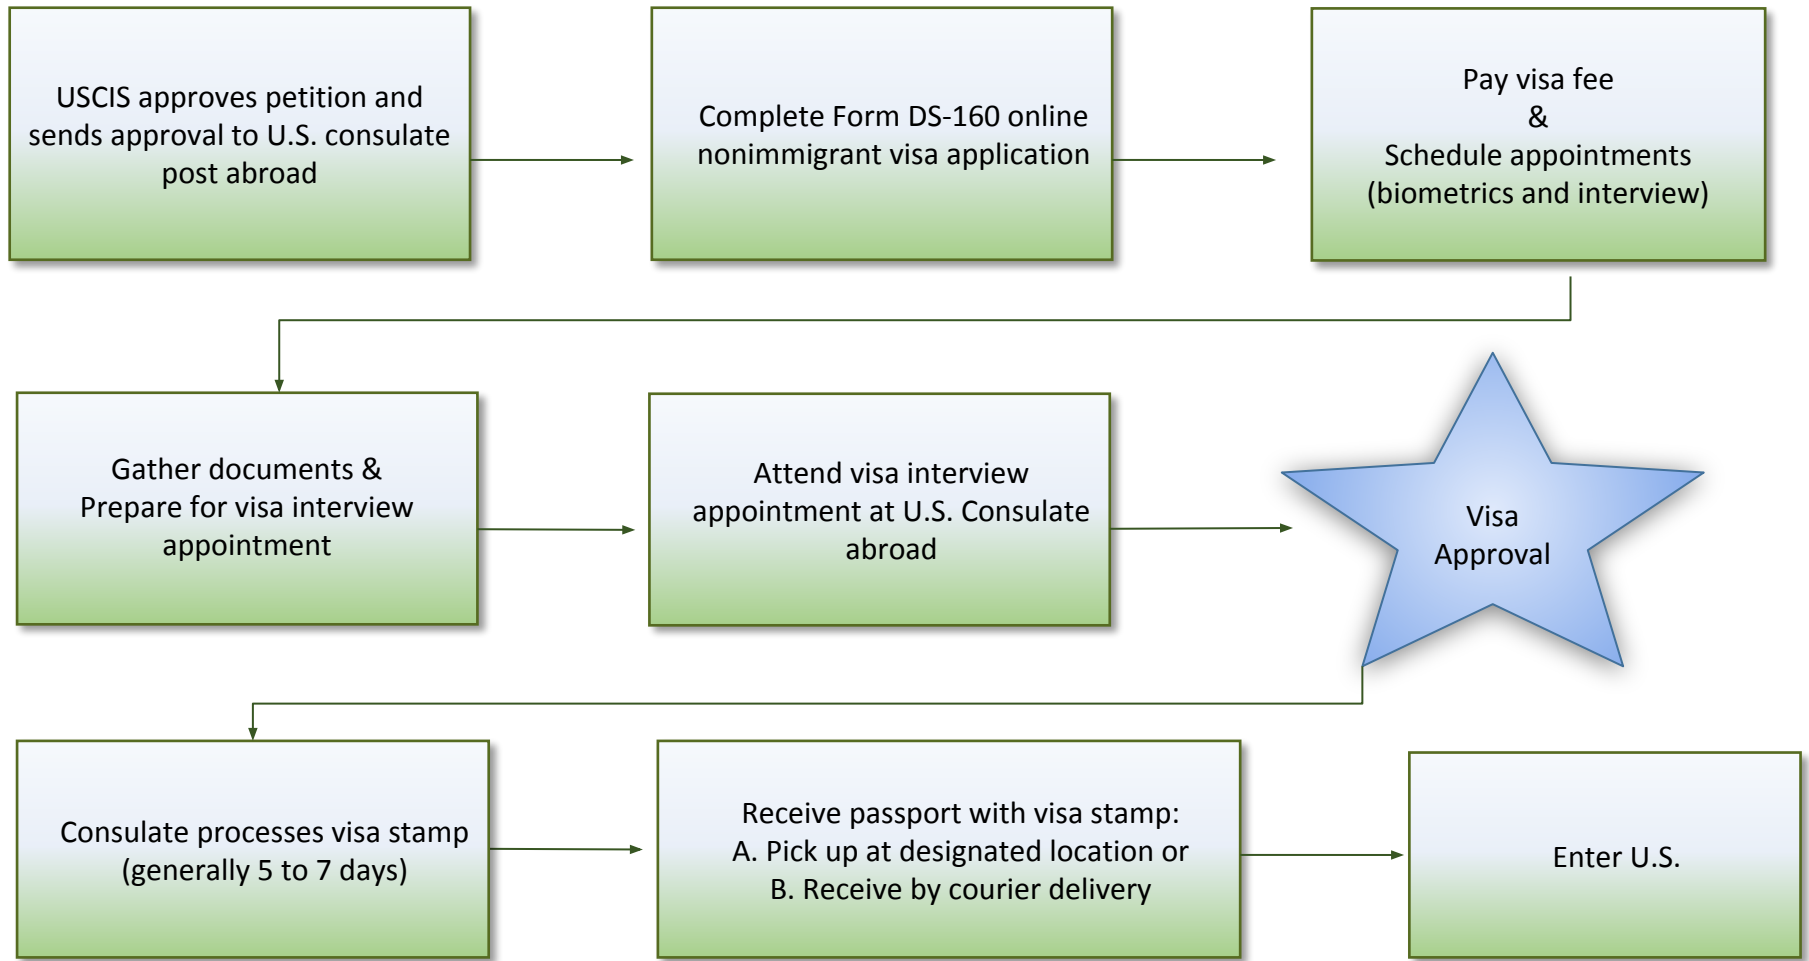 USCIS approves petition and
sends approval to U.S. consulate
post abroad
Complete Form DS-160 online
nonimmigrant visa application
Pay visa fee
&
Schedule appointments
(biometrics and interview)
Gather documents &
Prepare for visa interview
appointment
Attend visa interview
appointment at U.S. Consulate
abroad
Visa
Approval
Consulate processes visa stamp
(generally 5 to 7 days)
Receive passport with visa stamp:
A. Pick up at designated location or
B. Receive by courier delivery
Enter U.S.